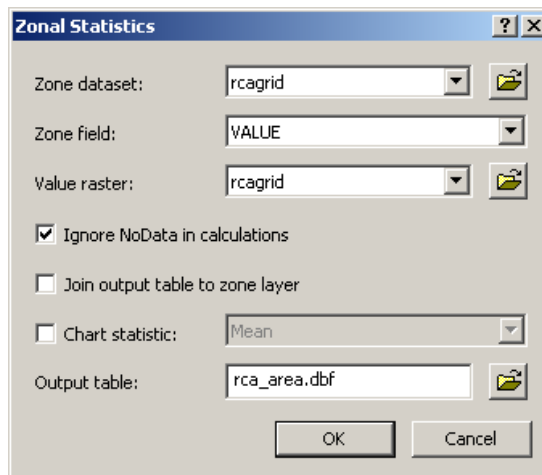 Zonal Statistics
Zone dataset: rcagrid
Zone field: VALUE
Value raster: rcagrid
Ignore NoData in calculations
Join output table to zone layer
Chart statistic: Mean
Output table: rca_area.dbf
OK Cancel